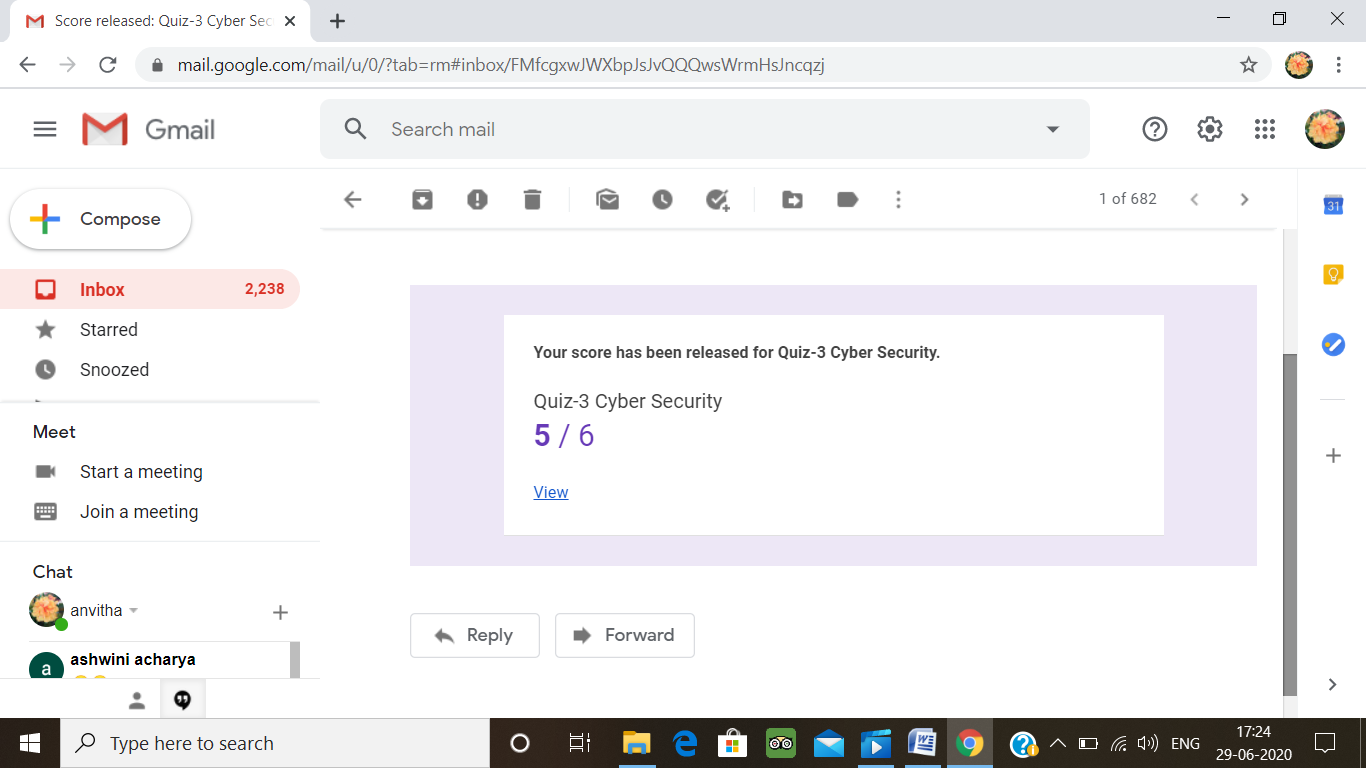 Score released: Quiz-3 Cyber Sec
mail.google.com/mail/u/0/?tab=rm#inbox/FMfcgxwJWXbpJsJvQQQwsWrmHsJncqzj
Gmail
Search mail
Compose
1 of 682
31
Inbox 2,238
Starred
Snoozed
Meet
Start a meeting
Join a meeting
Chat
anvitha
a
ashwini acharya
Your score has been released for Quiz-3 Cyber Security.
Quiz-3 Cyber Security
5 / 6
View
Reply
Forward
Type here to search
ENG
17:24
29-06-2020